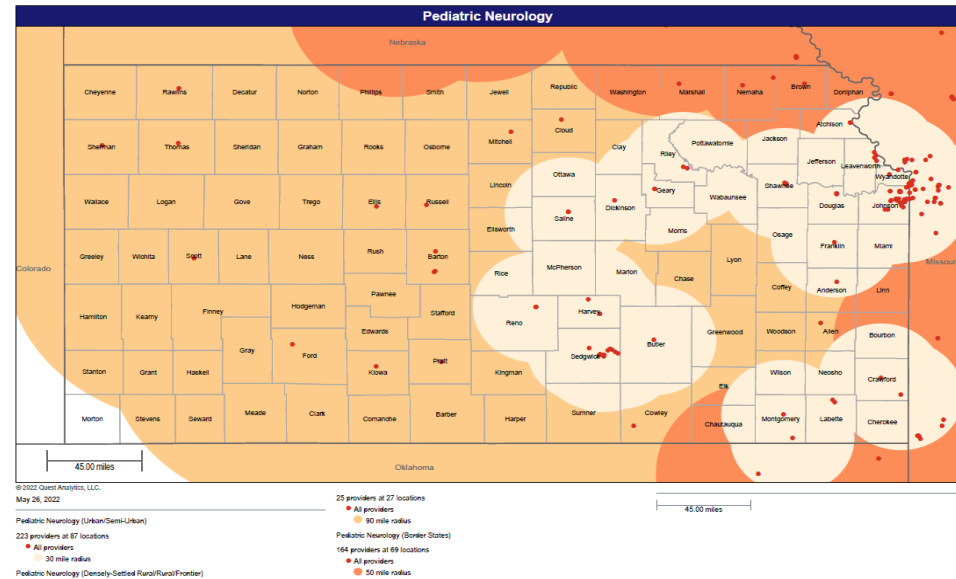 Pediatric Neurology
Nebraska
Cheyenne Rawlins Decatur Norton Phillips Smith Jewell Republic Washington Marshall Nemaha Brown Doniphan
Atchison
Sherman Thomas Sheridan Graham Rooks Osborne Mitchell Cloud Clay Riley Pottawatomie Jackson Jefferson Leavenworth
Wyandotte
Wallace Logan Gove Trego Ellis Russell Lincoln Ottawa Dickinson Geary Wabaunsee Shawnee Douglas Johnson
Saline
Ellsworth Morris Osage Franklin Miami
Colorado Greeley Wichita Scott Lane Ness Rush Barton Rice McPherson Marion Chase Lyon Coffey Anderson Linn Missouri
Hamilton Kearny Finney Hodgeman Pawnee Stafford Reno Harvey
Gray Ford Edwards Sedgwick Butler Greenwood Woodson Allen Bourbon
Stanton Grant Haskell Kiowa Pratt Kingman Elk Wilson Neosho Crawford
Morton Stevens Seward Meade Clark Comanche Barber Harper Sumner Cowley Chautauqua Montgomery Labette Cherokee
45.00 miles
Oklahoma
© 2022 Quest Analytics, LLC.
May 26, 2022
Pediatric Neurology (Urban/Semi-Urban)
223 providers at 87 locations
All providers
30 mile radius
Pediatric Neurology (Densely-Settled Rural/Rural/Frontier)
25 providers at 27 locations
All providers
90 mile radius
Pediatric Neurology (Border States)
164 providers at 69 locations
All providers
50 mile radius
45.00 miles